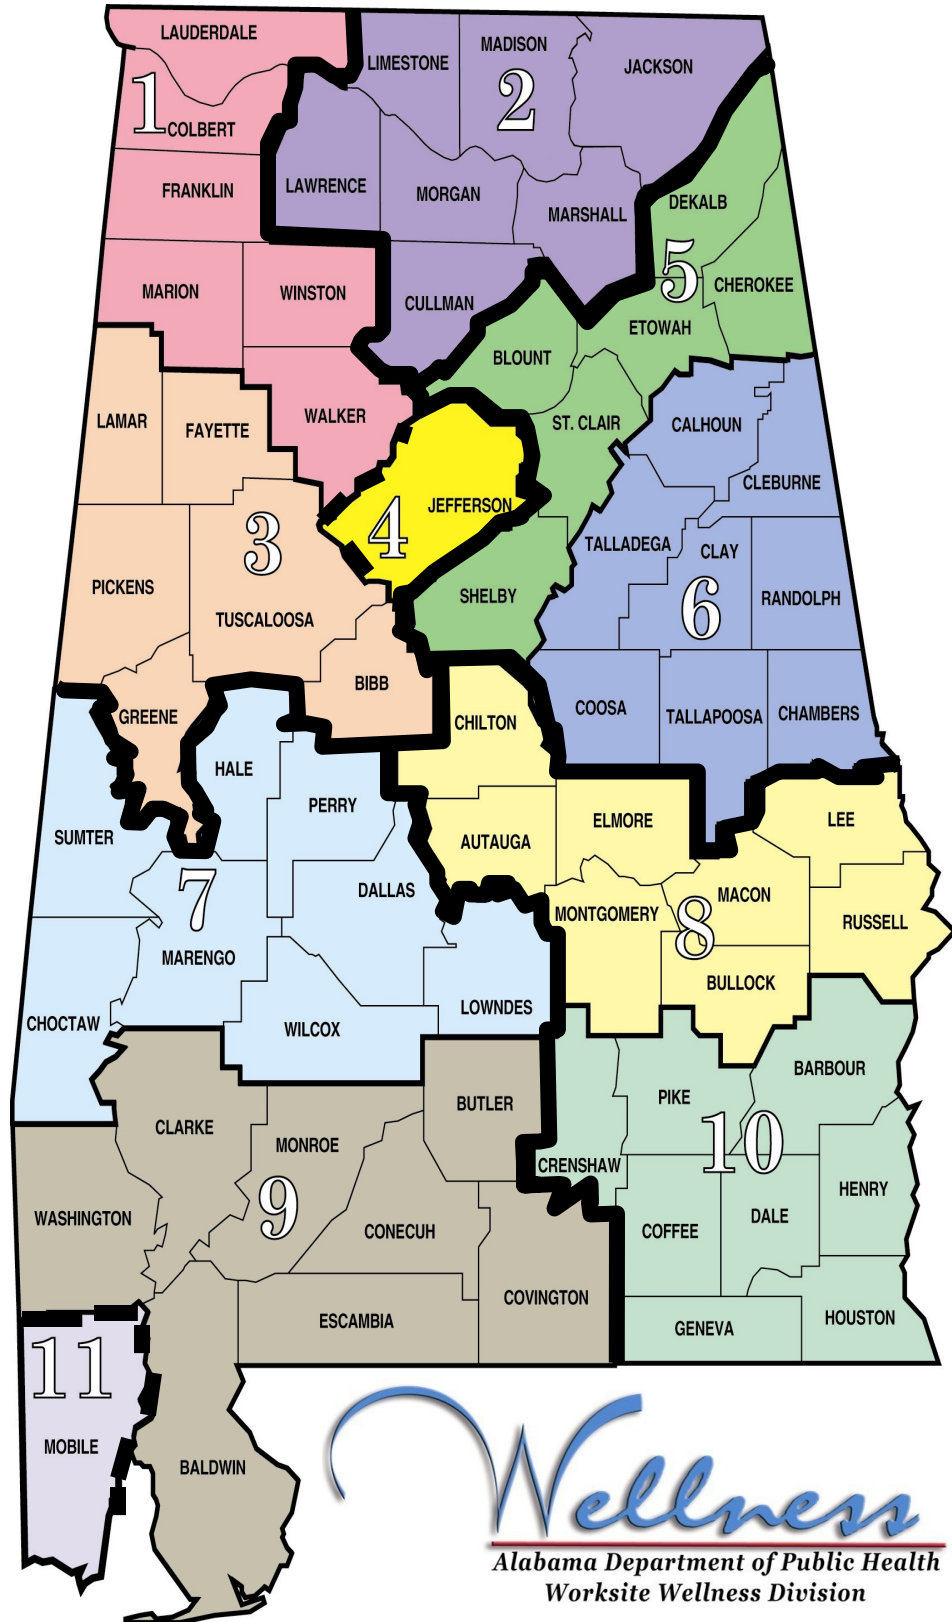 LAUDERDALE
LIMESTONE
MADISON
JACKSON
1
2
COLBERT
LAWRENCE
FRANKLIN
MORGAN
MARSHALL
DEKALB
5
MARION
WINSTON
CULLMAN
CHEROKEE
ETOWAH
BLOUNT
LAMAR
FAYETTE
WALKER
ST. CLAIR
CALHOUN
CLEBURNE
3
4
JEFFERSON
TALLADEGA
CLAY
PICKENS
TUSCALOOSA
SHELBY
6
RANDOLPH
BIBB
GREENE
CHILTON
COOSA
TALLAPOOSA
CHAMBERS
HALE
PERRY
SUMTER
AUTAUGA
ELMORE
LEE
7
DALLAS
MONTGOMERY
MACON
8
RUSSELL
MARENGO
BULLOCK
CHOCTAW
WILCOX
LOWNDES
BARBOUR
PIKE
BUTLER
CLARKE
MONROE
10
CRENSHAW
HENRY
WASHINGTON
9
CONECUH
COFFEE
DALE
COVINGTON
ESCAMBIA
GENEVA
HOUSTON
11
MOBILE
BALDWIN
Wellness
Alabama Department of Public Health
Worksite Wellness Division